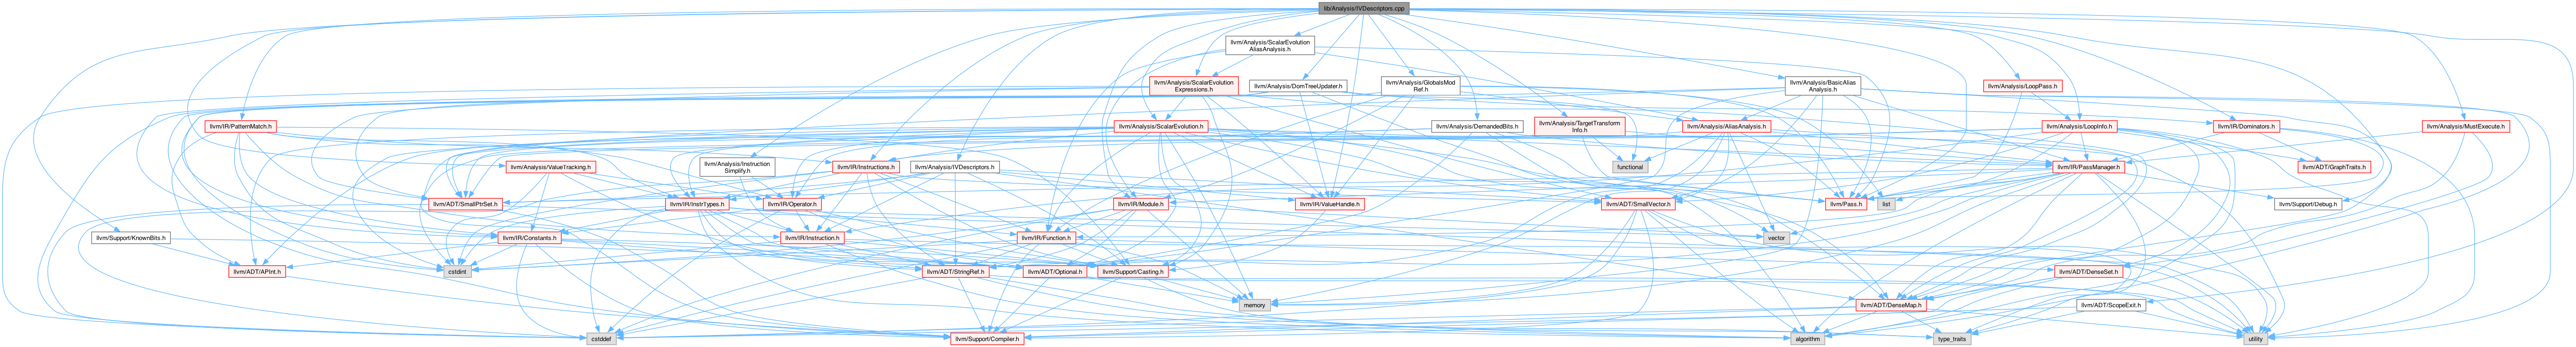 lib/Analysis/IVDescriptors.cpp
llvm/Analysis/ScalarEvolution
AliasAnalysis.h
llvm/Analysis/ScalarEvolution
Expressions.h
llvm/Analysis/DomTreeUpdater.h
llvm/Analysis/GlobalsMod
Ref.h
llvm/Analysis/BasicAlias
Analysis.h
llvm/Analysis/LoopPass.h
llvm/IR/PatternMatch.h
llvm/Analysis/ScalarEvolution.h
llvm/Analysis/DemandedBits.h
llvm/Analysis/TargetTransform
Info.h
llvm/Analysis/AliasAnalysis.h
llvm/Analysis/LoopInfo.h
llvm/IR/Dominators.h
llvm/Analysis/MustExecute.h
llvm/Analysis/ValueTracking.h
llvm/Analysis/Instruction
Simplify.h
llvm/IR/Instructions.h
llvm/Analysis/IVDescriptors.h
functional
llvm/IR/PassManager.h
llvm/ADT/GraphTraits.h
llvm/ADT/SmallPtrSet.h
llvm/IR/InstrTypes.h
llvm/IR/Operator.h
llvm/IR/Module.h
llvm/IR/ValueHandle.h
llvm/ADT/SmallVector.h
llvm/Pass.h
list
llvm/Support/Debug.h
llvm/Support/KnownBits.h
llvm/IR/Constants.h
llvm/IR/Instruction.h
llvm/IR/Function.h
vector
llvm/ADT/APInt.h
cstdint
llvm/ADT/StringRef.h
llvm/ADT/Optional.h
llvm/Support/Casting.h
llvm/ADT/DenseSet.h
memory
llvm/ADT/DenseMap.h
llvm/ADT/ScopeExit.h
cstddef
llvm/Support/Compiler.h
algorithm
type_traits
utility